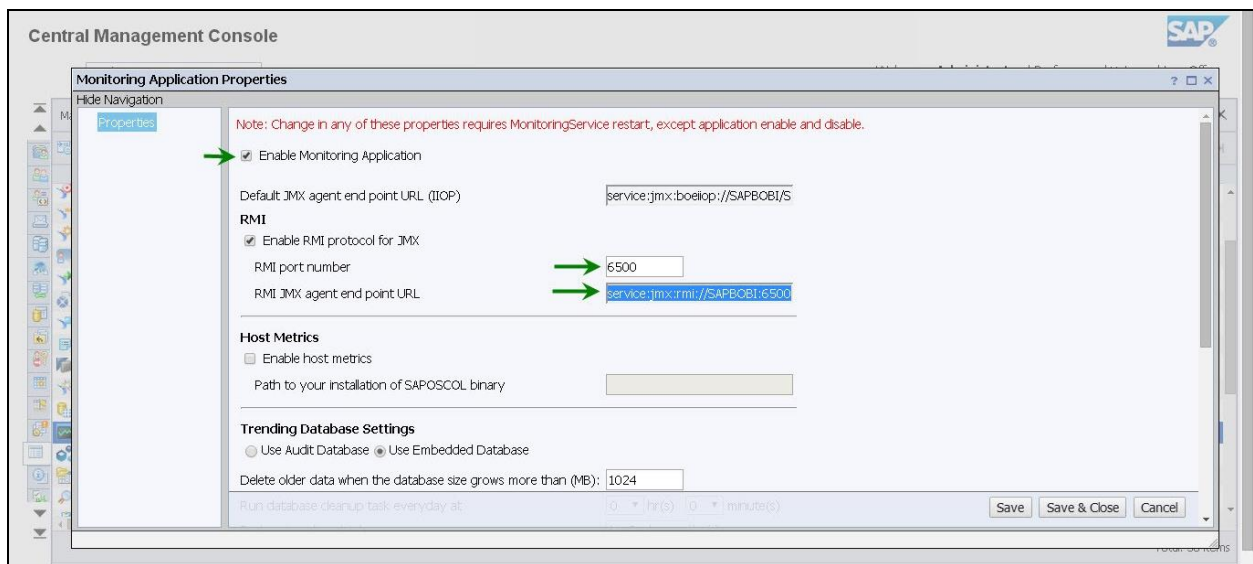 Central Management Console
SAP
®
Monitoring Application Properties
?
Hide Navigation
Properties
Note: Change in any of these properties requires MonitoringService restart, except application enable and disable.
Enable Monitoring Application
Default JMX agent end point URL (IIOP) service:jmx:boeiiop://SAPBOBI/S
RMI
Enable RMI protocol for JMX
RMI port number 6500
RMI JMX agent end point URL service:jmx:rmi://SAPBOBI:6500
Host Metrics
Enable host metrics
Path to your installation of SAPOSCOL binary
Trending Database Settings
Use Audit Database Use Embedded Database
Delete older data when the database size grows more than (MB): 1024
Run database cleanup task everyday at: 0 hr(s) 0 minute(s)
Save Save & Close Cancel